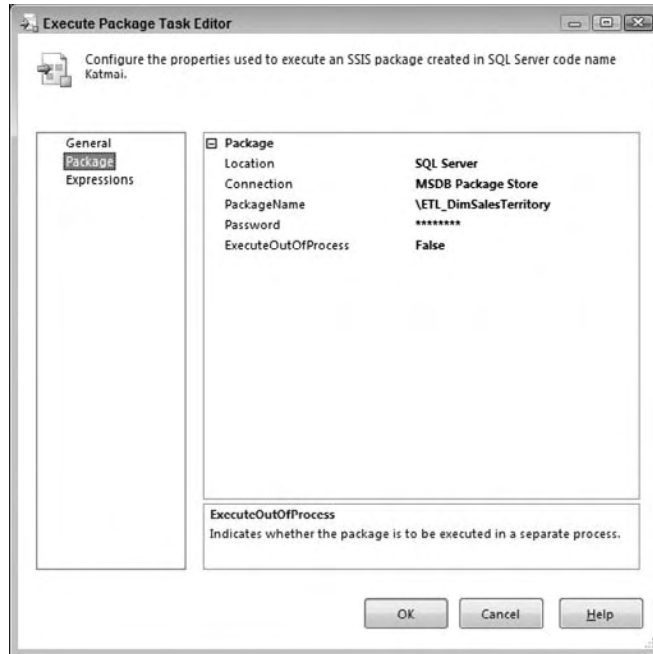 Execute Package Task Editor
Configure the properties used to execute an SSIS package created in SQL Server code name
Katmai.
General
Package
Expressions
Package
Location SQL Server
Connection MSDB Package Store
PackageName \ETL_DimSalesTerritory
Password ********
ExecuteOutOfProcess False
ExecuteOutOfProcess
Indicates whether the package is to be executed in a separate process.
OK Cancel Help